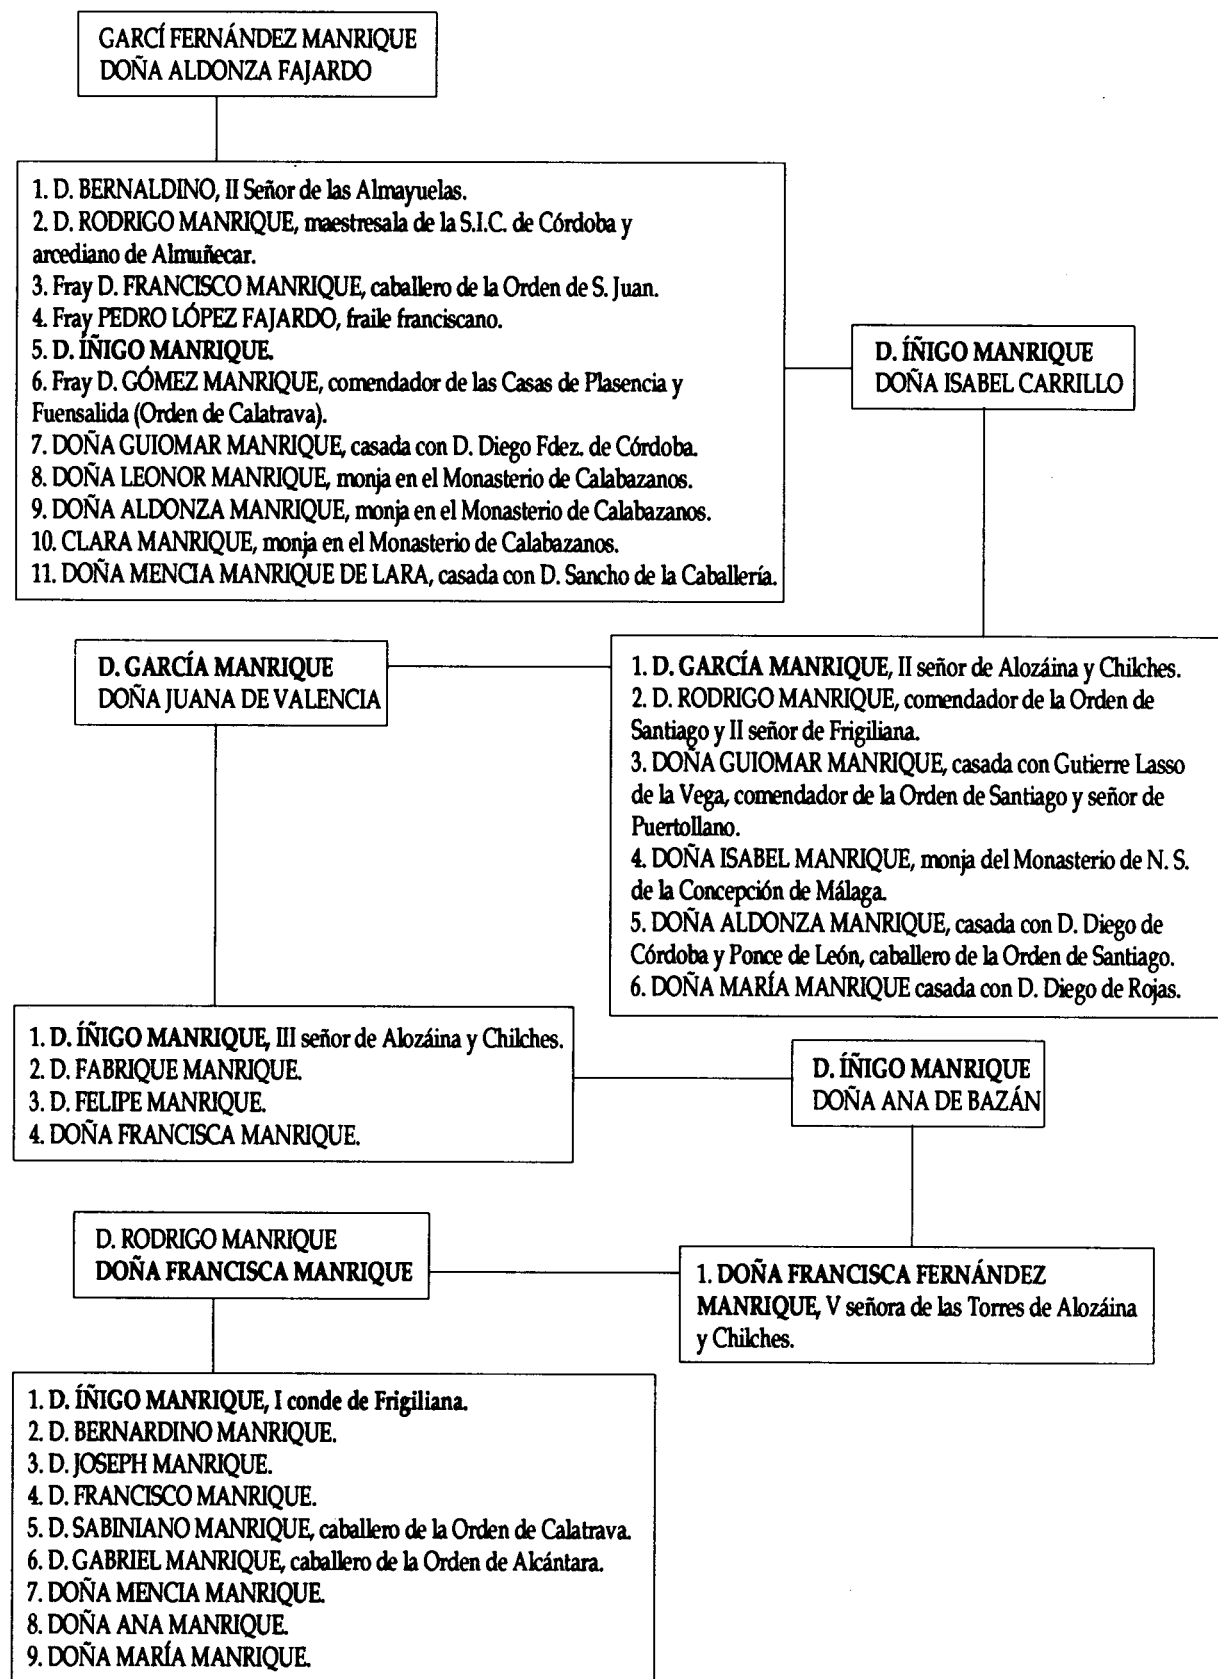 GARCÍ FERNÁNDEZ MANRIQUE
DOÑA ALDONZA FAJARDO
1. D. BERNALDINO, II Señor de las Almayuelas.
2. D. RODRIGO MANRIQUE, maestresala de la S.I.C. de Córdoba y
arcediano de Almuñecar.
3. Fray D. FRANCISCO MANRIQUE, caballero de la Orden de S. Juan.
4. Fray PEDRO LÓPEZ FAJARDO, fraile franciscano.
5. D. ÍÑIGO MANRIQUE.
6. Fray D. GÓMEZ MANRIQUE, comendador de las Casas de Plasencia y
Fuensalida (Orden de Calatrava).
7. DOÑA GUIOMAR MANRIQUE, casada con D. Diego Fdez. de Córdoba.
8. DOÑA LEONOR MANRIQUE, monja en el Monasterio de Calabazanos.
9. DOÑA ALDONZA MANRIQUE, monja en el Monasterio de Calabazanos.
10. CLARA MANRIQUE, monja en el Monasterio de Calabazanos.
11. DOÑA MENCIA MANRIQUE DE LARA, casada con D. Sancho de la Caballería.
D. ÍÑIGO MANRIQUE
DOÑA ISABEL CARRILLO
1. D. GARCÍA MANRIQUE, II señor de Alozáina y Chilches.
2. D. RODRIGO MANRIQUE, comendador de la Orden de
Santiago y II señor de Frigiliana.
3. DOÑA GUIOMAR MANRIQUE, casada con Gutierre Lasso
de la Vega, comendador de la Orden de Santiago y señor de
Puertollano.
4. DOÑA ISABEL MANRIQUE, monja del Monasterio de N. S.
de la Concepción de Málaga.
5. DOÑA ALDONZA MANRIQUE, casada con D. Diego de
Córdoba y Ponce de León, caballero de la Orden de Santiago.
6. DOÑA MARÍA MANRIQUE casada con D. Diego de Rojas.
D. GARCÍA MANRIQUE
DOÑA JUANA DE VALENCIA
1. D. ÍÑIGO MANRIQUE, III señor de Alozáina y Chilches.
2. D. FABRIQUE MANRIQUE.
3. D. FELIPE MANRIQUE.
4. DOÑA FRANCISCA MANRIQUE.
D. ÍÑIGO MANRIQUE
DOÑA ANA DE BAZÁN
1. DOÑA FRANCISCA FERNÁNDEZ
MANRIQUE, V señora de las Torres de Alozáina
y Chilches.
D. RODRIGO MANRIQUE
DOÑA FRANCISCA MANRIQUE
1. D. ÍÑIGO MANRIQUE, I conde de Frigiliana.
2. D. BERNARDINO MANRIQUE.
3. D. JOSEPH MANRIQUE.
4. D. FRANCISCO MANRIQUE.
5. D. SABINIANO MANRIQUE, caballero de la Orden de Calatrava.
6. D. GABRIEL MANRIQUE, caballero de la Orden de Alcántara.
7. DOÑA MENCIA MANRIQUE.
8. DOÑA ANA MANRIQUE.
9. DOÑA MARÍA MANRIQUE.